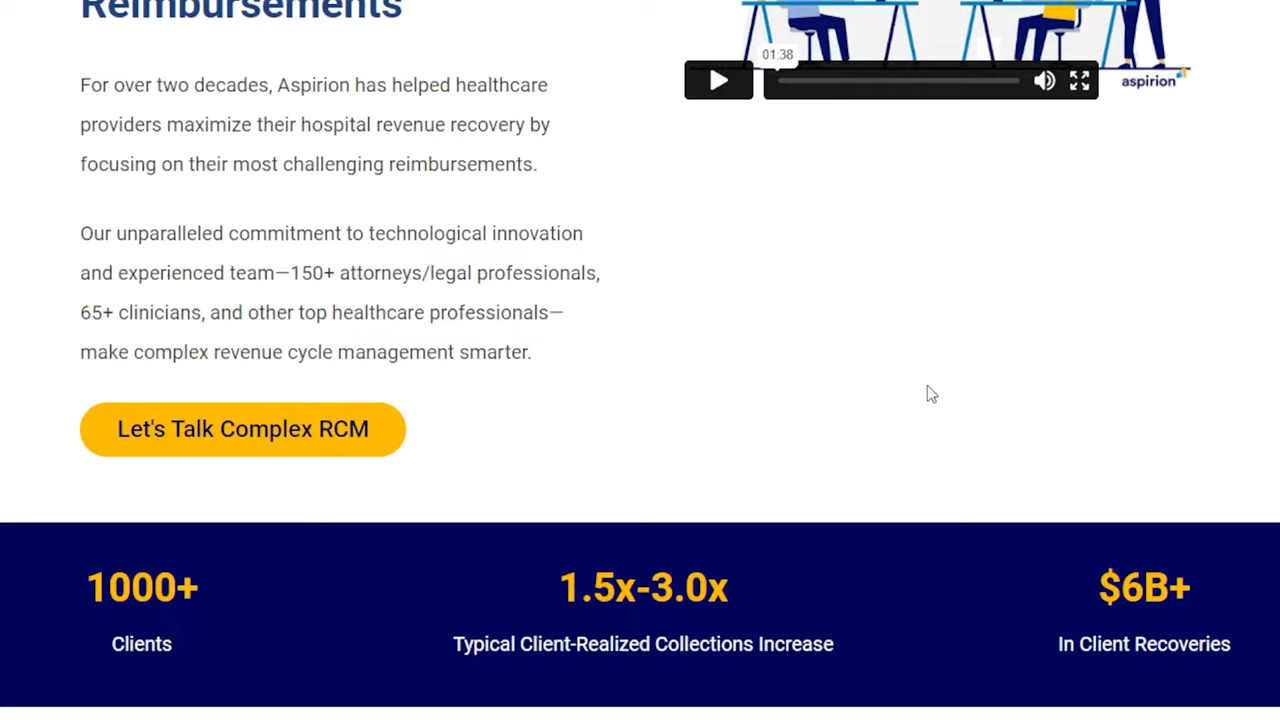 Reimbursements
01:38
aspirion
For over two decades, Aspirion has helped healthcare
providers maximize their hospital revenue recovery by
focusing on their most challenging reimbursements.
Our unparalleled commitment to technological innovation
and experienced team—150+ attorneys/legal professionals,
65+ clinicians, and other top healthcare professionals—
make complex revenue cycle management smarter.
Let's Talk Complex RCM
1000+
Clients
1.5x-3.0x
Typical Client-Realized Collections Increase
$6B+
In Client Recoveries